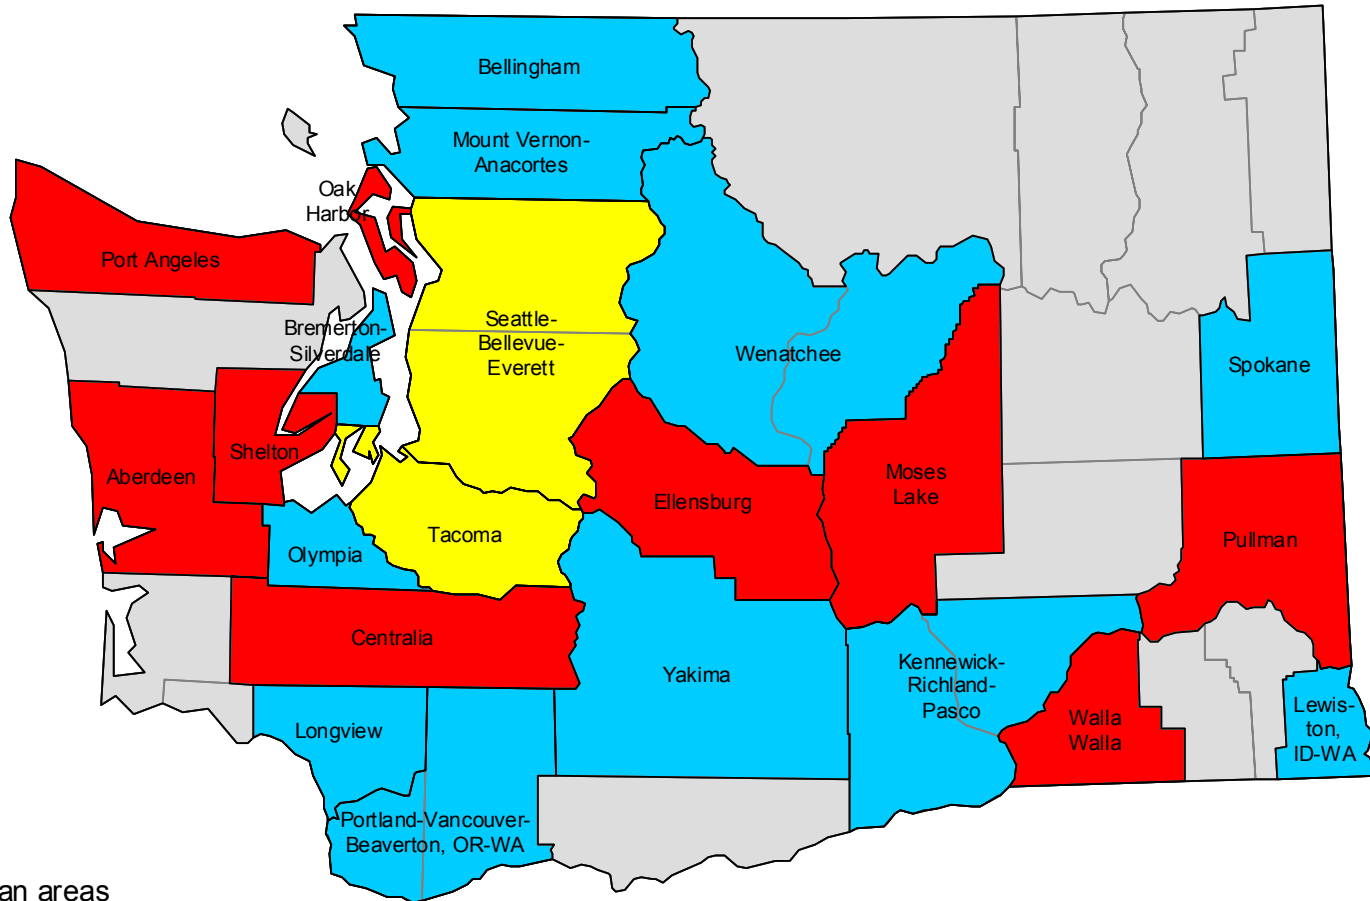 Bellingham
Mount Vernon-
Anacortes
Oak
Harbor
Port Angeles
Seattle-
Bellevue-
Everett
Bremerton-
Silverdale
Wenatchee
Spokane
Shelton
Aberdeen
Moses
Lake
Ellensburg
Tacoma
Pullman
Olympia
Centralia
Yakima
Kennewick-
Richland-
Pasco
Longview
Walla
Walla
Lewis-
ton,
ID-WA
Portland-Vancouver-
Beaverton, OR-WA
an areas